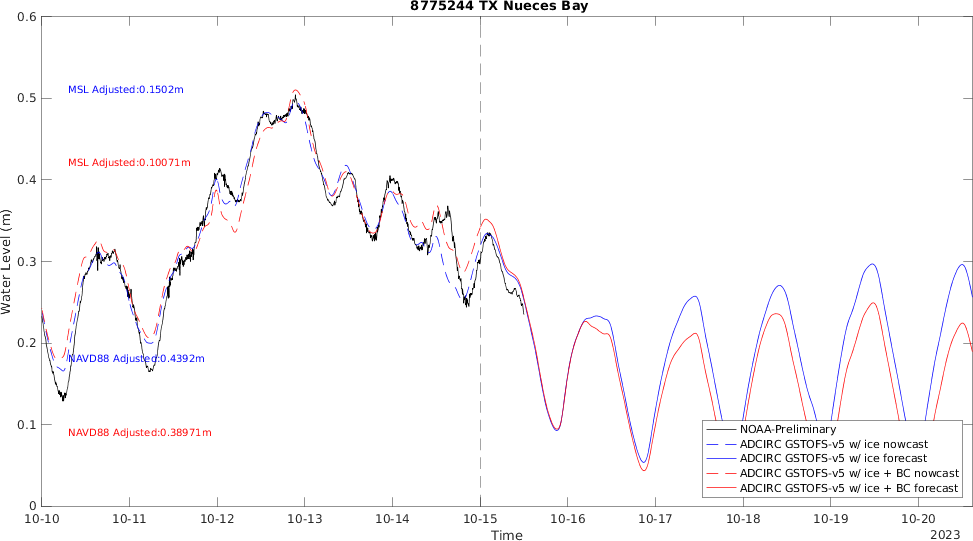 8775244 TX Nueces Bay
Water Level (m)
0.6
0.5
0.4
0.3
0.2
0.1
0
MSL Adjusted:0.1502m
MSL Adjusted:0.10071m
NAVD88 Adjusted:0.4392m
NAVD88 Adjusted:0.38971m
NOAA-Preliminary
ADCIRC GSTOFS-v5 w/ ice nowcast
ADCIRC GSTOFS-v5 w/ ice forecast
ADCIRC GSTOFS-v5 w/ ice + BC nowcast
ADCIRC GSTOFS-v5 w/ ice + BC forecast
10-10 10-11 10-12 10-13 10-14 10-15 10-16 10-17 10-18 10-19 10-20
Time
2023